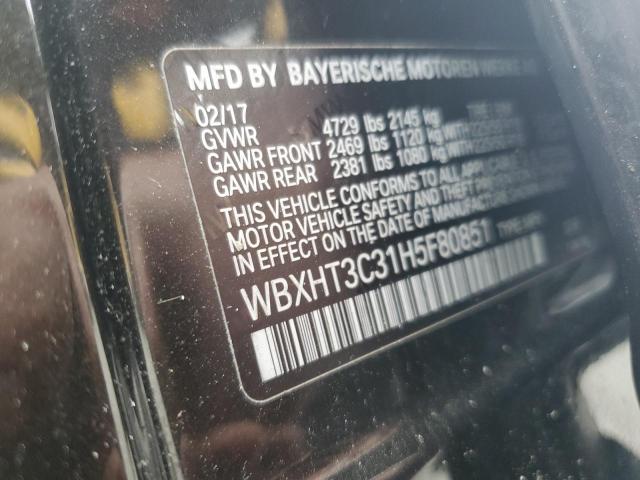 MFD BY BAYERISCHE MOTOREN WERKE AG
02/17
GVWR 4729 lbs 2145 kg
GAWR FRONT 2469 lbs 1120 kg WITH
GAWR REAR 2381 lbs 1080 kg WITH
THIS VEHICLE CONFORMS TO ALL APPLICABLE
MOTOR VEHICLE SAFETY AND THEFT
IN EFFECT ON THE DATE OF MANUFACTURE
WBXHT3C31H5F80851 TYPE